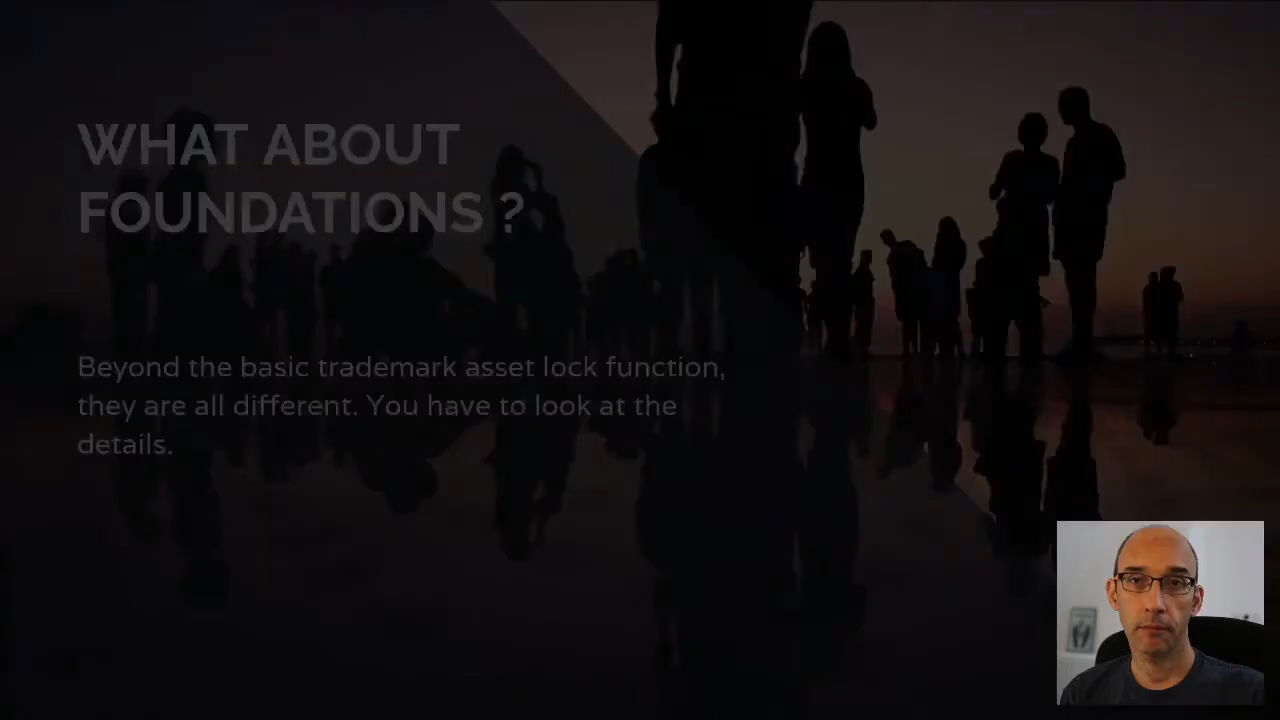 WHAT ABOUT
FOUNDATIONS ?
Beyond the basic trademark asset lock function,
they are all different. You have to look at the
details.